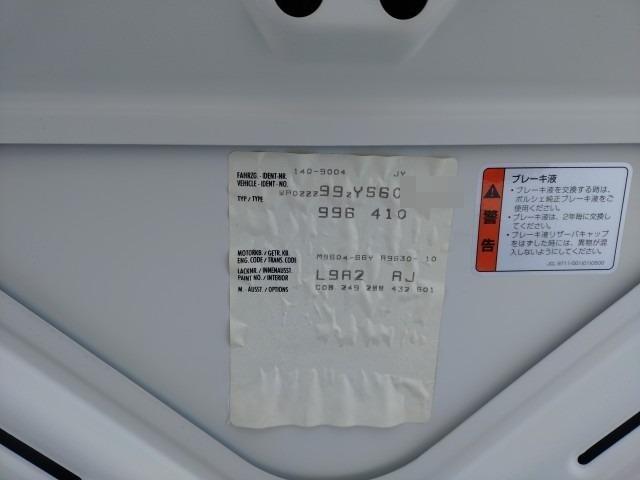 140-9004 JY
FAHRZG.-IDENT-NR.
VEHICLE-IDENT-NO. WP0ZZZ99ZYS60
TYP/TYPE 996 410
MOTORKB./GETR.KB. M9604-66Y A9630- 10
ENG.CODE/TRANS.CODE
LACKNR./INNENAUSST. L9A2 AJ
PAINT NO./INTERIOR
M.-AUSST./OPTIONS C08 249 288 432 601
警告
ブレーキ液
・ブレーキ液を交換する時は、
ポルシェ純正ブレーキ液をご
使用ください。
・ブレーキ液は、2年毎に交換し
てください。
・ブレーキ液リザーバキャップ
をはずした時には、異物が混
入しないようにしてください。